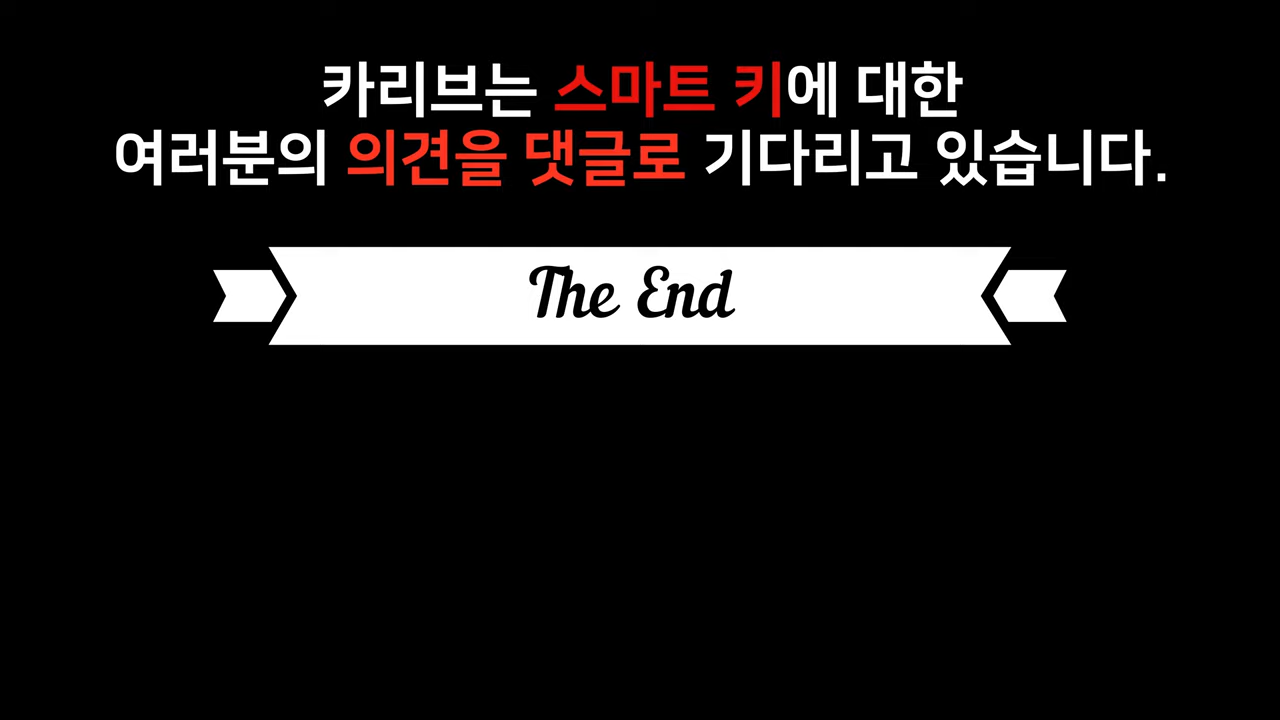 카리브는 스마트 키에 대한
여러분의 의견을 댓글로 기다리고 있습니다.
The End